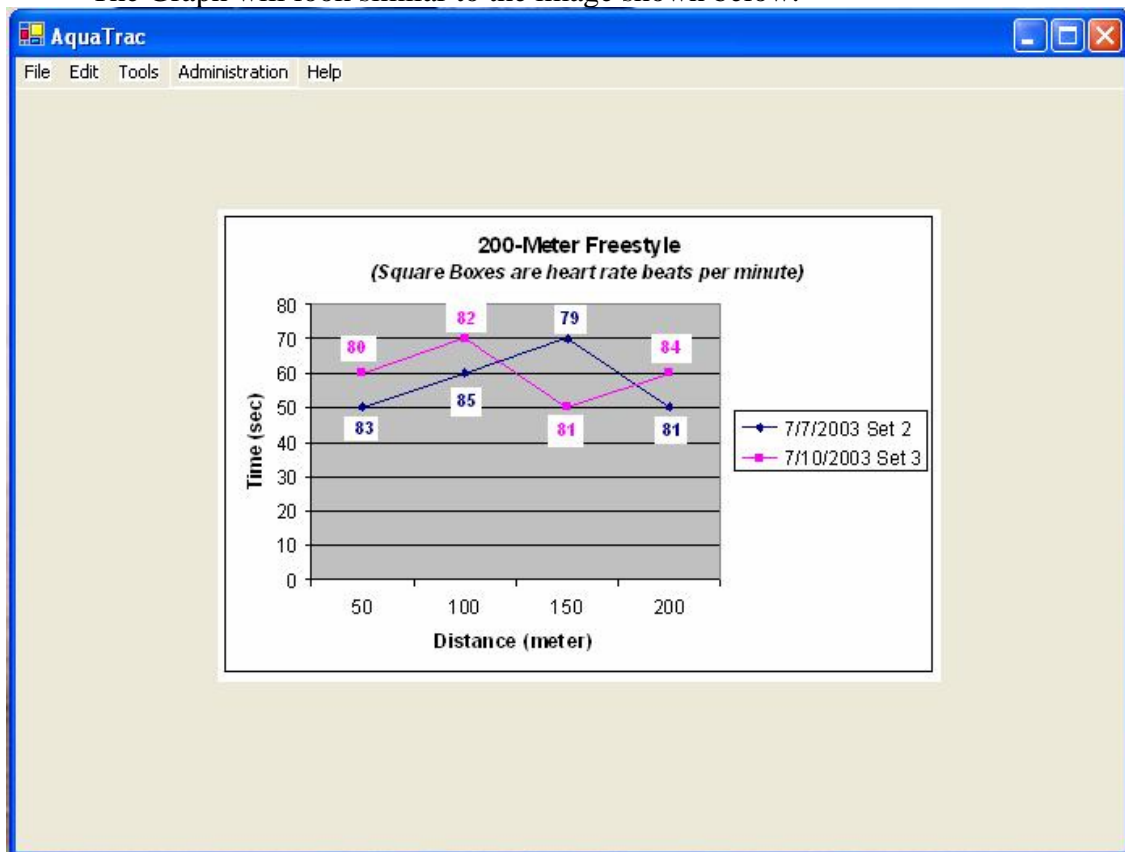 The Graph will look similar to the image shown below.
AquaTrac
File Edit Tools Administration Help
200-Meter Freestyle
(Square Boxes are heart rate beats per minute)
80
70
60
50
40
30
20
10
0
Time (sec)
80
82
79
84
83
85
81
81
50 100 150 200
Distance (meter)
7/7/2003 Set 2
7/10/2003 Set 3